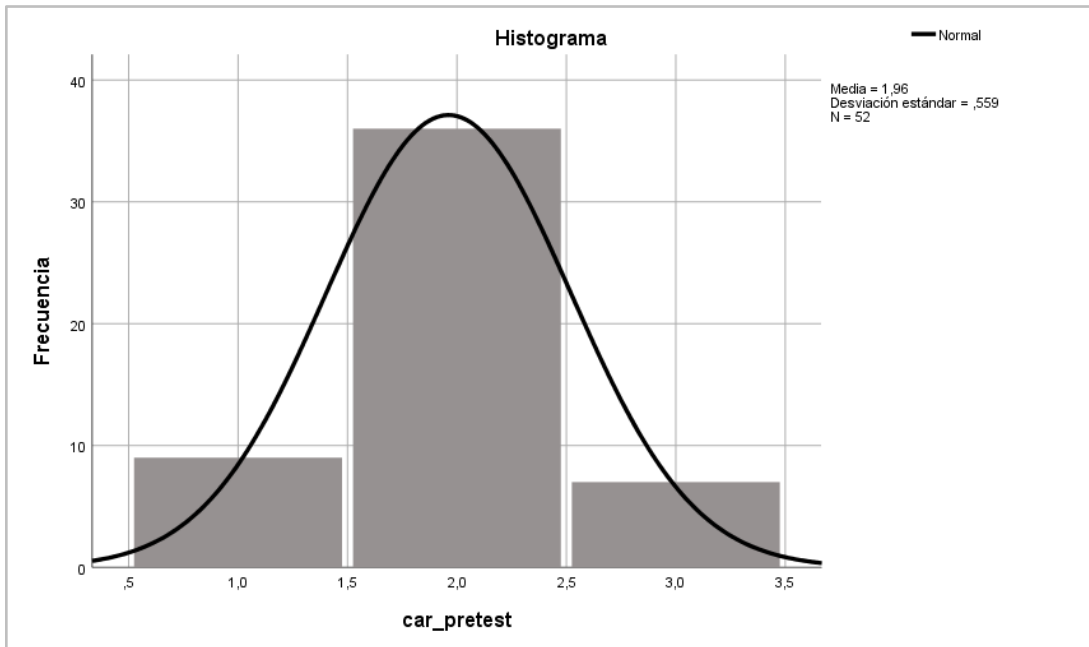 Histograma
Normal
Media = 1,96
Desviación estándar = ,559
N = 52
Frecuencia
40
30
20
10
0
,5 1,0 1,5 2,0 2,5 3,0 3,5
car_pretest